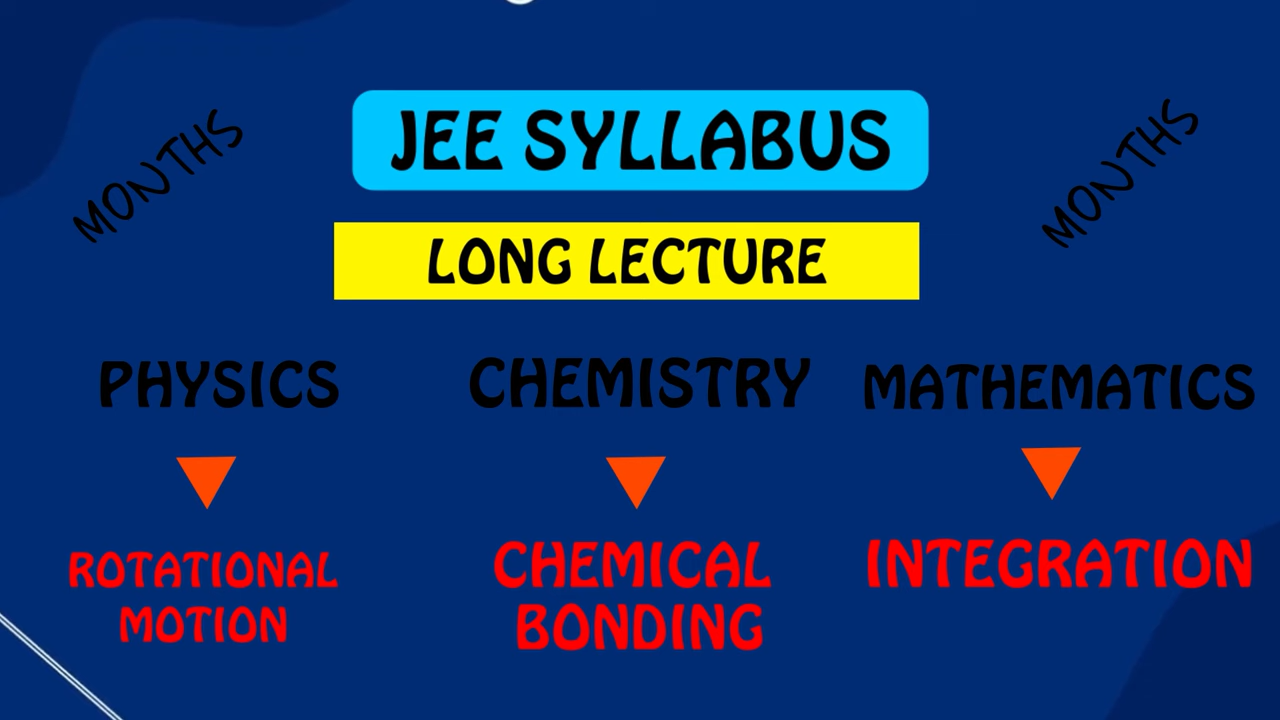 JEE SYLLABUS
MONTHS
MONTHS
LONG LECTURE
PHYSICS
CHEMISTRY
MATHEMATICS
ROTATIONAL
MOTION
CHEMICAL
BONDING
INTEGRATION